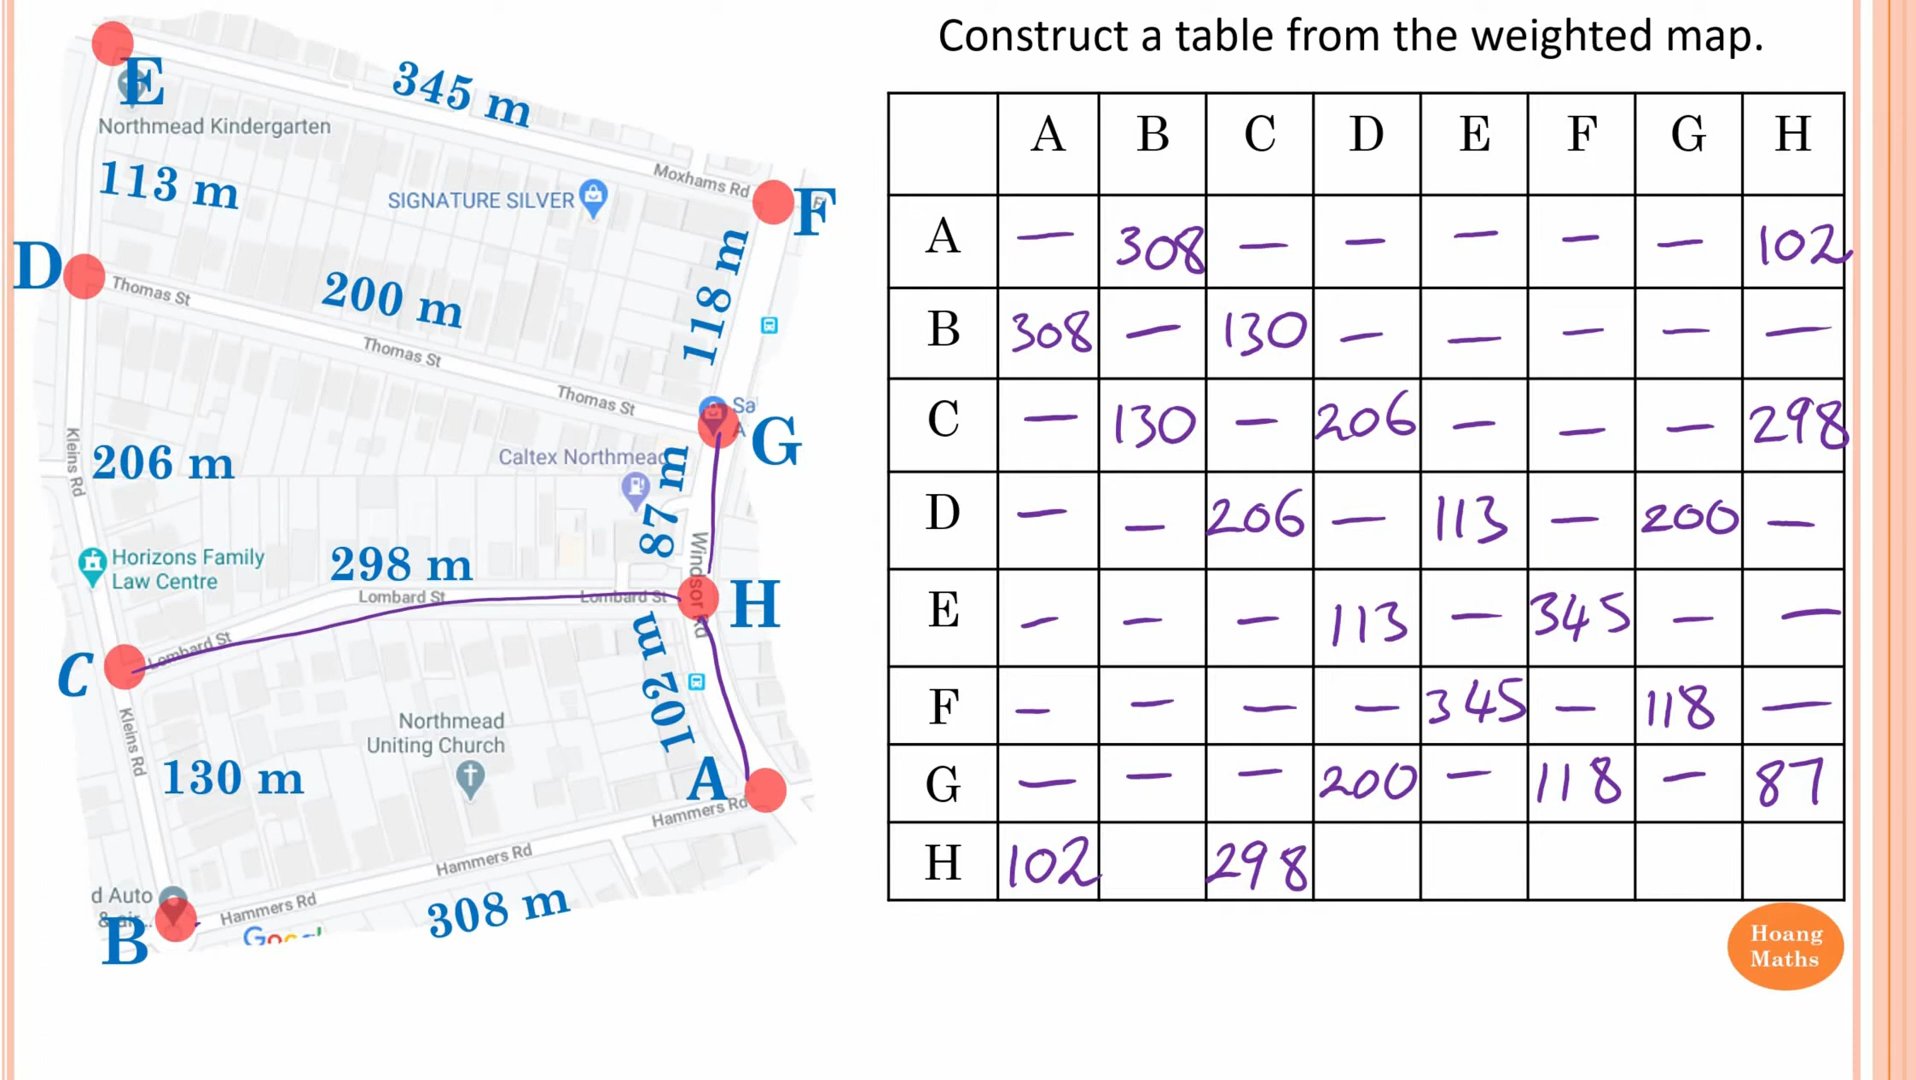 Construct a table from the weighted map.
E
345 m
Northmead Kindergarten
113 m
Moxhams Rd
SIGNATURE SILVER
F
D
Thomas St
200 m
118 m
Thomas St
Thomas St
Sa
A
G
Kleins Rd
206 m
Caltex Northmead
87 m
Windsor Rd
Horizons Family
Law Centre
298 m
Lombard St
Lombard St
H
Lombard St
C
102 m
Kleins Rd
Northmead
Uniting Church
130 m
A
Hammers Rd
Hammers Rd
d Auto
B
Hammers Rd
308 m
A B C D E F G H
A — 308 — — — — — 102
B 308 — 130 — — — — —
C — 130 — 206 — — — 298
D — — 206 — 113 — 200 —
E — — — 113 — 345 — —
F — — — — 345 — 118 —
G — — — 200 — 118 — 87
H 102 298
Hoang
Maths